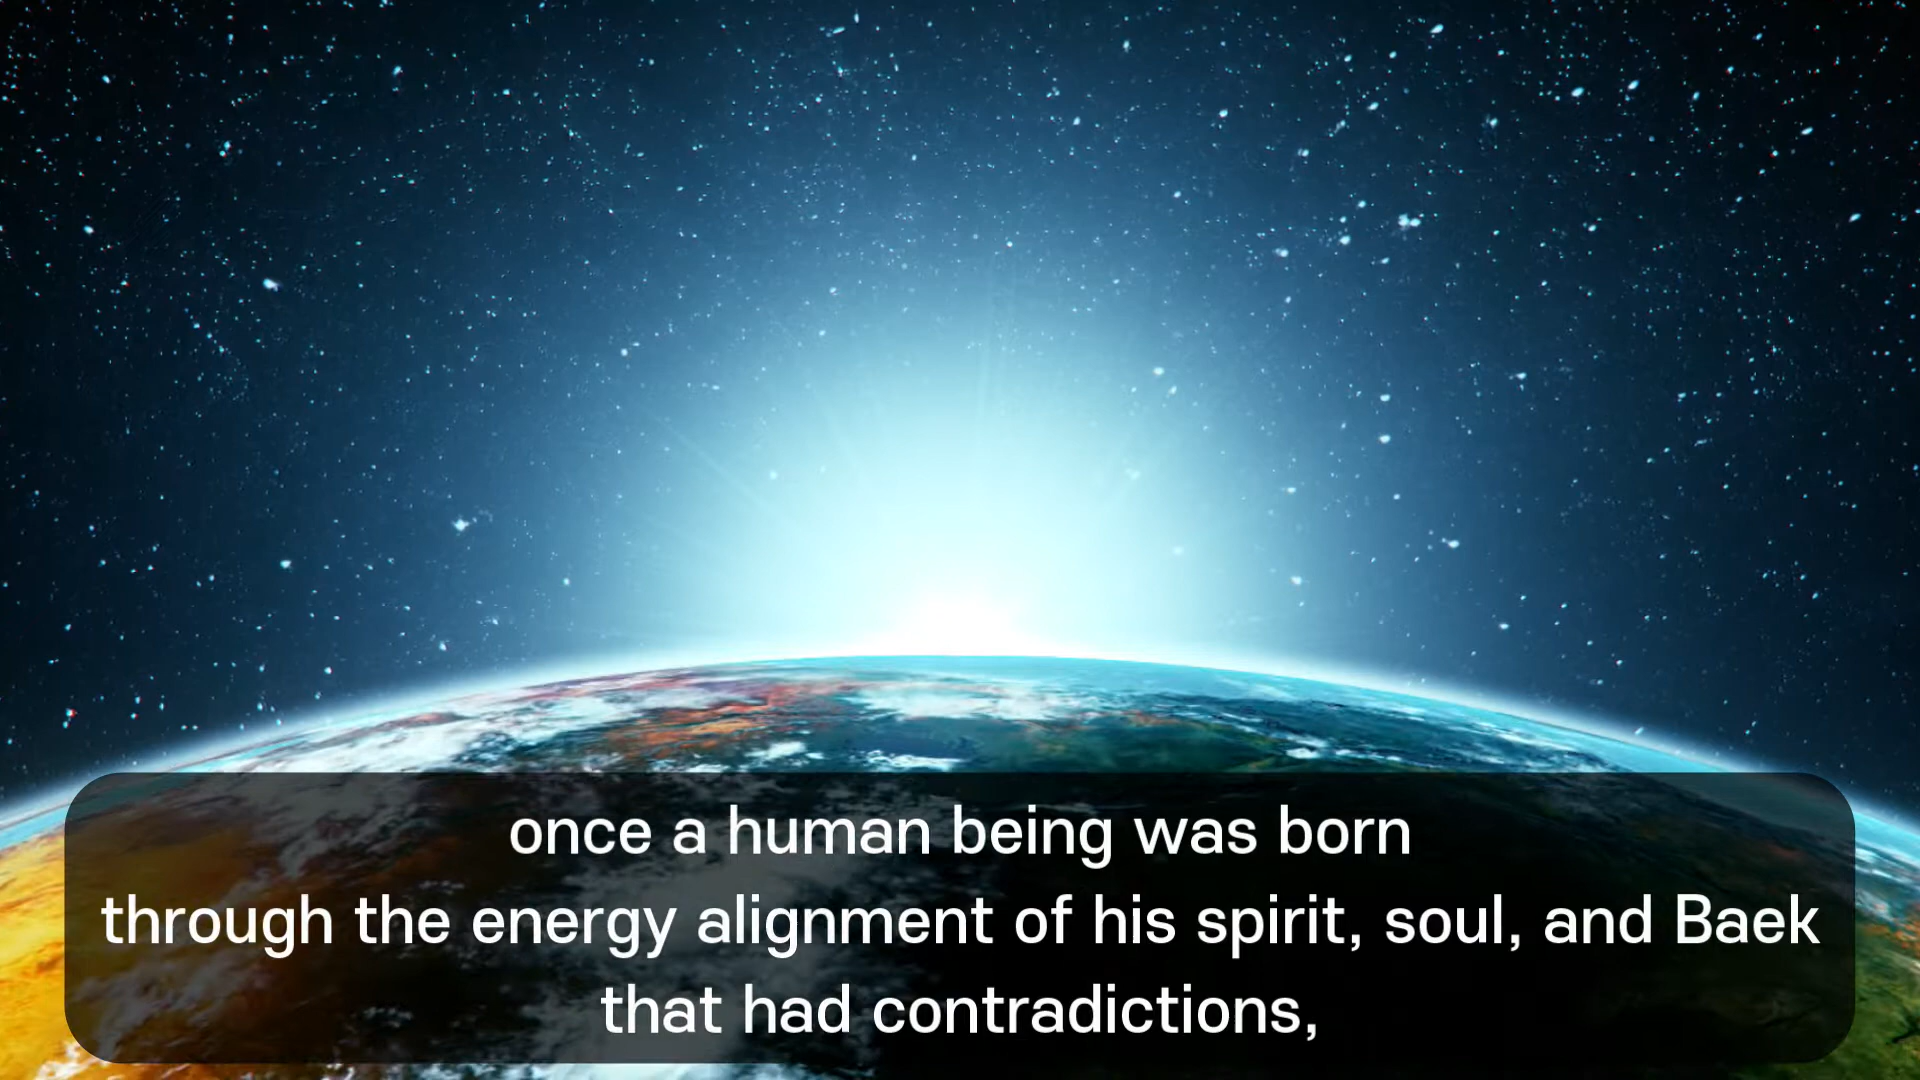 once a human being was born
through the energy alignment of his spirit, soul, and Baek
that had contradictions,